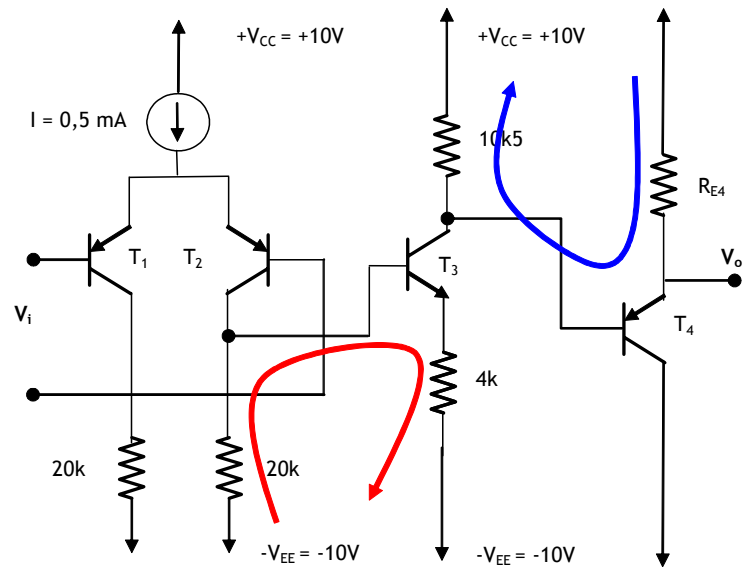 +V_CC = +10V
+V_CC = +10V
I = 0,5 mA
10k5
R_E4
T_1
T_2
T_3
V_o
V_i
T_4
4k
20k
20k
-V_EE = -10V
-V_EE = -10V